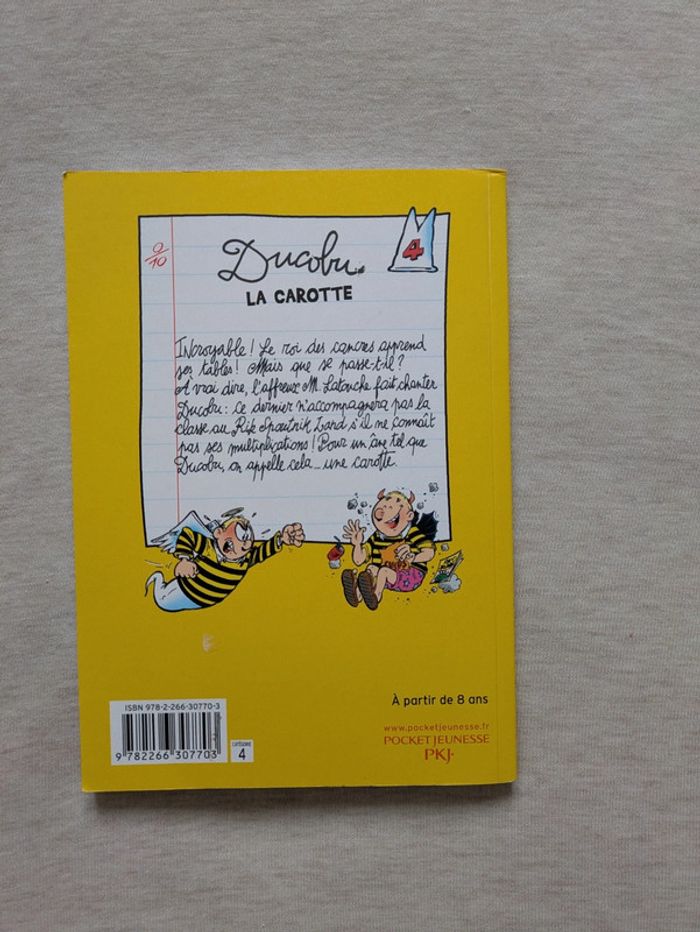 0/10
4
Ducobu
LA CAROTTE
Incroyable ! Le roi des cancres apprend
ses tables ! Mais que se passe-t-il ?
A vrai dire, l'affreux M. Latouche fait chanter
Ducobu : ce dernier n'accompagnera pas la
classe au Rik Spoutnik Land s'il ne connaît
pas ses multiplications ! Pour un âne tel que
Ducobu, on appelle cela... une carotte.
CHIPS
À partir de 8 ans
www.pocketjeunesse.fr
POCKET JEUNESSE
PKJ·
ISBN 978-2-266-30770-3
9 782266 307703
CATÉGORIE
4